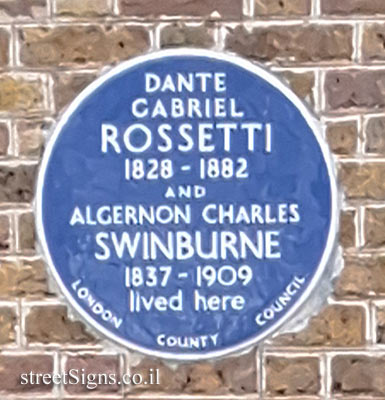 DANTE
GABRIEL
ROSSETTI
1828 - 1882
AND
ALGERNON CHARLES
SWINBURNE
1837 - 1909
lived here
LONDON COUNTY COUNCIL
streetSigns.co.il